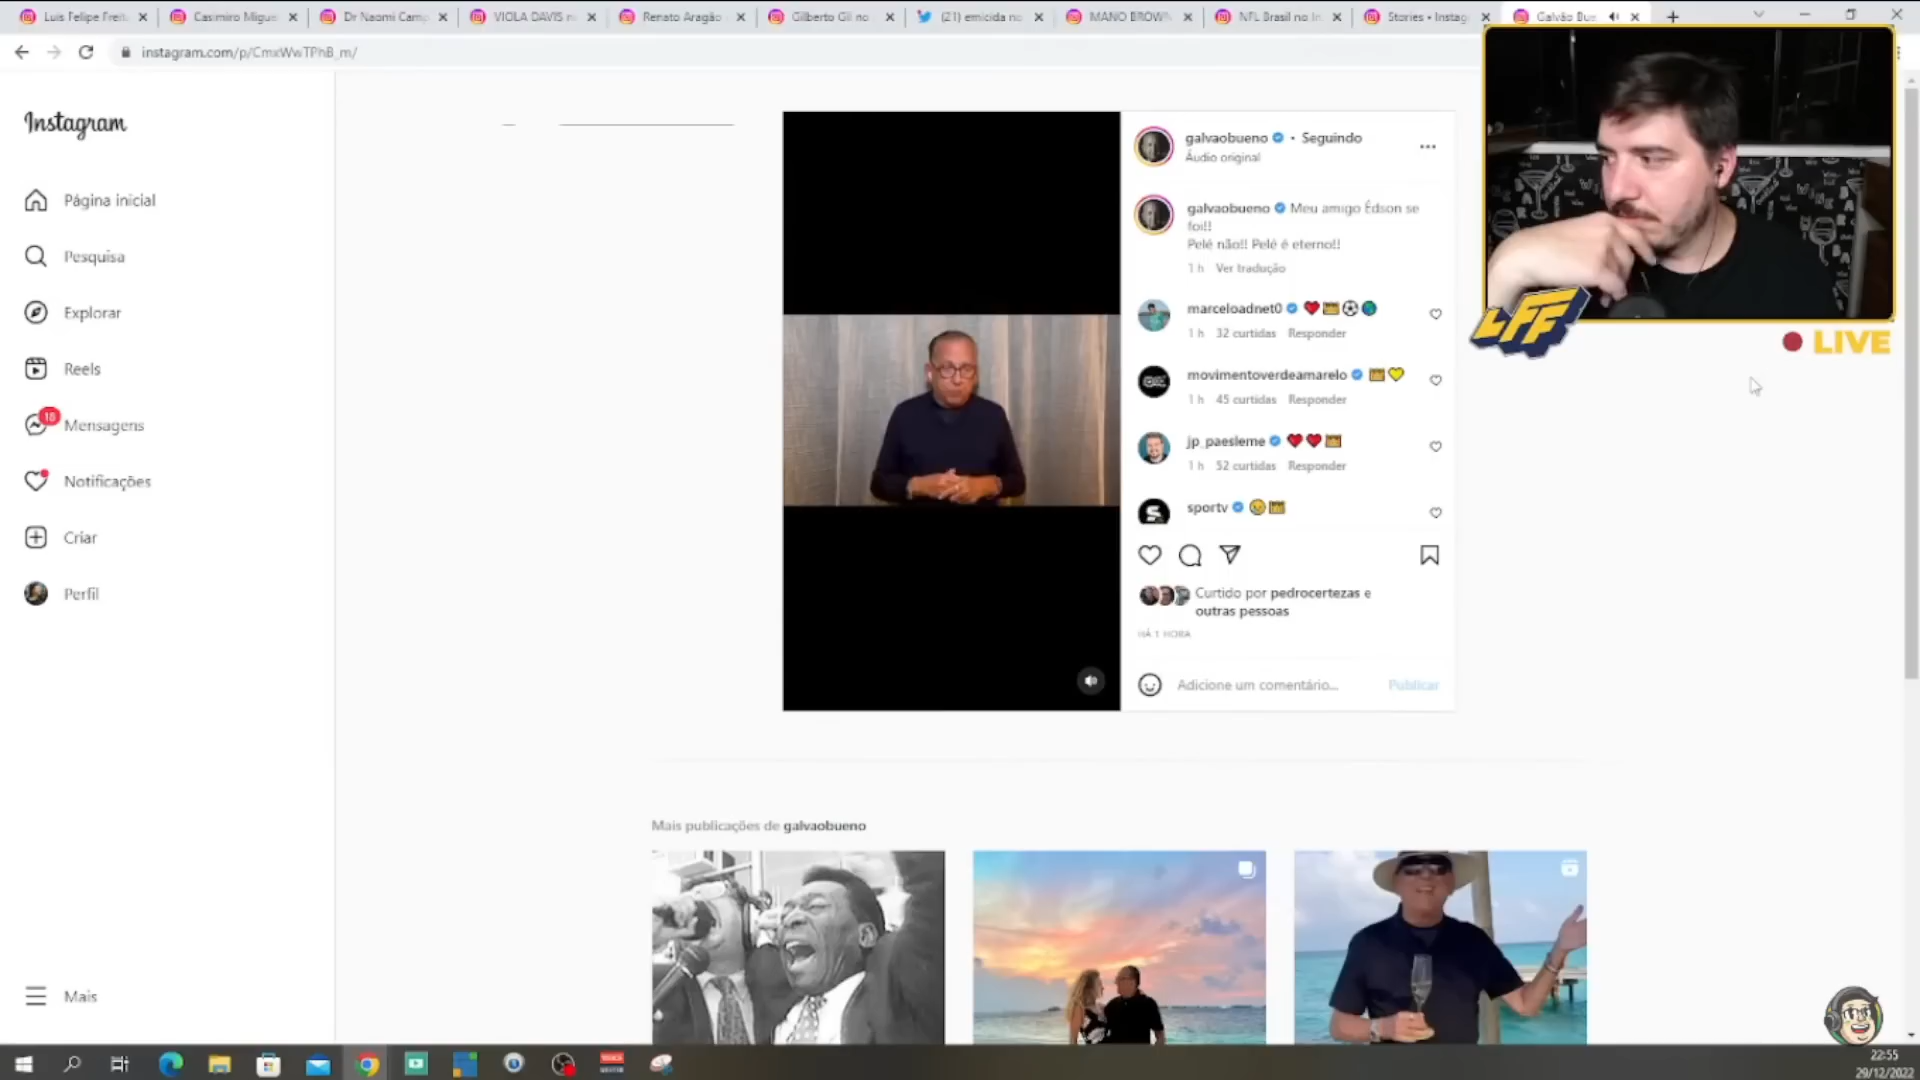 Luis Felipe Freit
Casimiro Migue
Dr Naomi Cam
VIOLA DAVIS n
Renato Aragão
Gilberto Gil no
(21) emicida no
MANO BROWN
NFL Brasil no In
Stories • Instag
Galvão Bue
instagram.com/p/CmxWwTPhB_m/
Instagram
Página inicial
Pesquisa
Explorar
Reels
18
Mensagens
Notificações
Criar
Perfil
Mais
galvaobueno • Seguindo
Áudio original
galvaobueno Meu amigo Édson se
foi!!
Pelé não!! Pelé é eterno!!
1 h Ver tradução
marceloadnet0
1 h 32 curtidas Responder
movimentoverdeamarelo
1 h 45 curtidas Responder
jp_paesleme
1 h 52 curtidas Responder
sportv
Curtido por pedrocertezas e
outras pessoas
HÁ 1 HORA
Adicione um comentário... Publicar
Mais publicações de galvaobueno
LFF
LIVE
22:55
29/12/2022